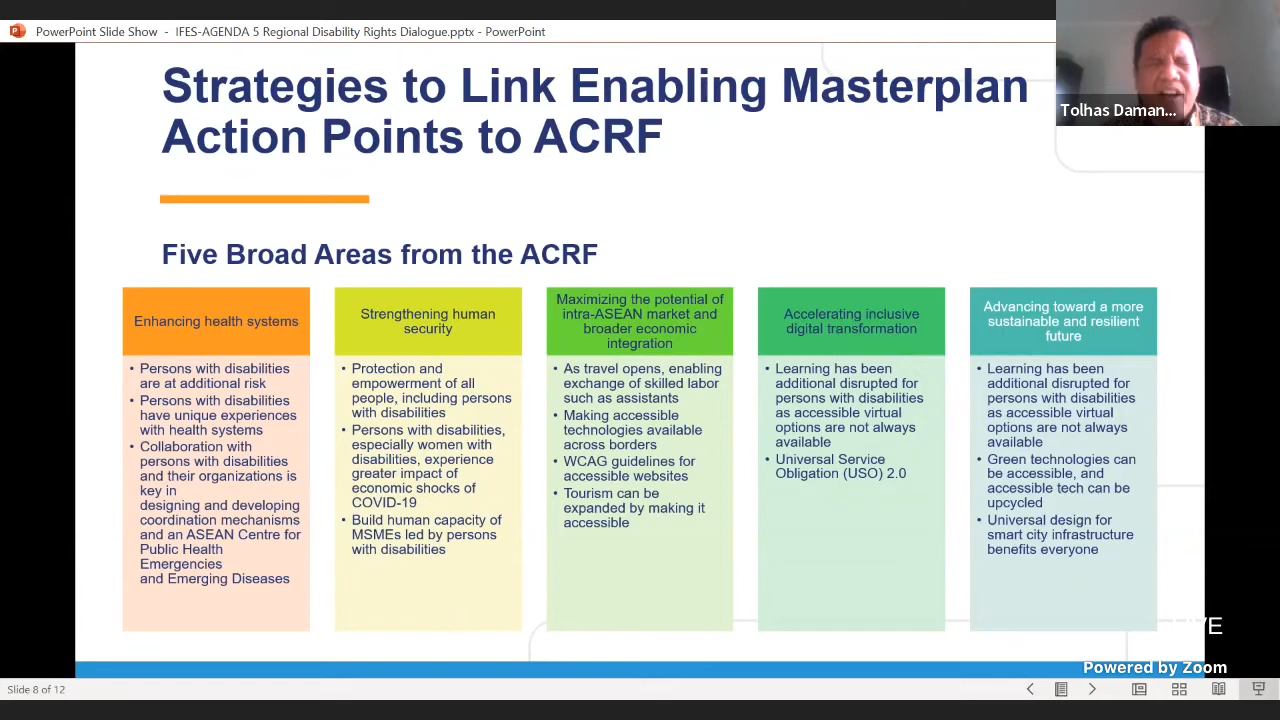 PowerPoint Slide Show - IFES-AGENDA 5 Regional Disability Rights Dialogue.pptx - PowerPoint
Tolhas Daman...
Strategies to Link Enabling Masterplan
Action Points to ACRF
Five Broad Areas from the ACRF
Enhancing health systems
• Persons with disabilities
are at additional risk
• Persons with disabilities
have unique experiences
with health systems
• Collaboration with
persons with disabilities
and their organizations is
key in
designing and developing
coordination mechanisms
and an ASEAN Centre for
Public Health
Emergencies
and Emerging Diseases
Strengthening human
security
• Protection and
empowerment of all
people, including persons
with disabilities
• Persons with disabilities,
especially women with
disabilities, experience
greater impact of
economic shocks of
COVID-19
• Build human capacity of
MSMEs led by persons
with disabilities
Maximizing the potential of
intra-ASEAN market and
broader economic
integration
• As travel opens, enabling
exchange of skilled labor
such as assistants
• Making accessible
technologies available
across borders
• WCAG guidelines for
accessible websites
• Tourism can be
expanded by making it
accessible
Accelerating inclusive
digital transformation
• Learning has been
additional disrupted for
persons with disabilities
as accessible virtual
options are not always
available
• Universal Service
Obligation (USO) 2.0
Advancing toward a more
sustainable and resilient
future
• Learning has been
additional disrupted for
persons with disabilities
as accessible virtual
options are not always
available
• Green technologies can
be accessible, and
accessible tech can be
upcycled
• Universal design for
smart city infrastructure
benefits everyone
Powered by Zoom
Slide 8 of 12